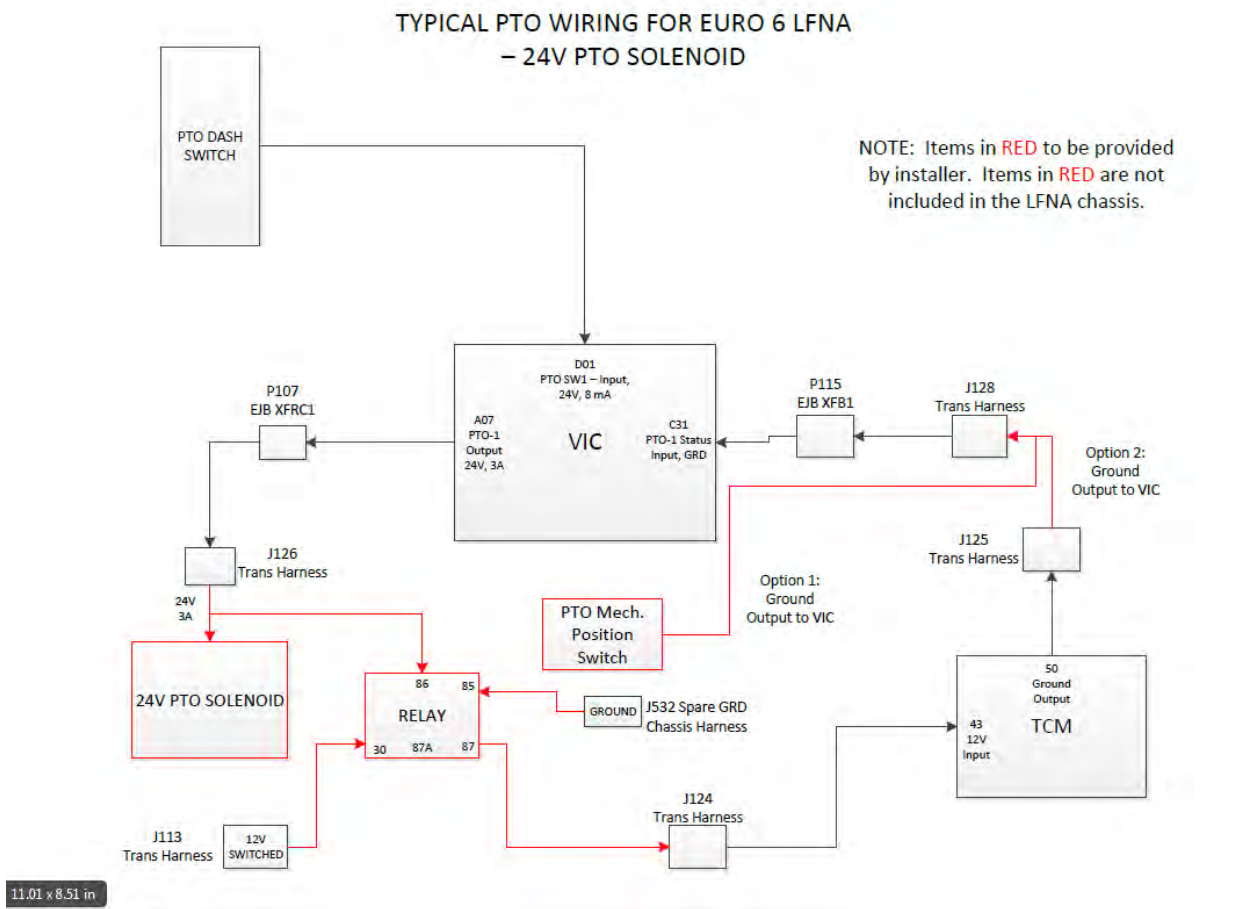 TYPICAL PTO WIRING FOR EURO 6 LFNA
– 24V PTO SOLENOID
PTO DASH
SWITCH
NOTE: Items in RED to be provided
by installer. Items in RED are not
included in the LFNA chassis.
D01
PTO SW1 – Input,
24V, 8 mA
A07
PTO-1
Output
24V, 3A
VIC
C31
PTO-1 Status
Input, GRD
P107
EJB XFRC1
P115
EJB XFB1
J128
Trans Harness
Option 2:
Ground
Output to VIC
J126
Trans Harness
J125
Trans Harness
24V
3A
Option 1:
Ground
Output to VIC
PTO Mech.
Position
Switch
24V PTO SOLENOID
86
85
RELAY
30
87A
87
GROUND
J532 Spare GRD
Chassis Harness
50
Ground
Output
TCM
43
12V
Input
J124
Trans Harness
J113
Trans Harness
12V
SWITCHED
11.01 x 8.51 in